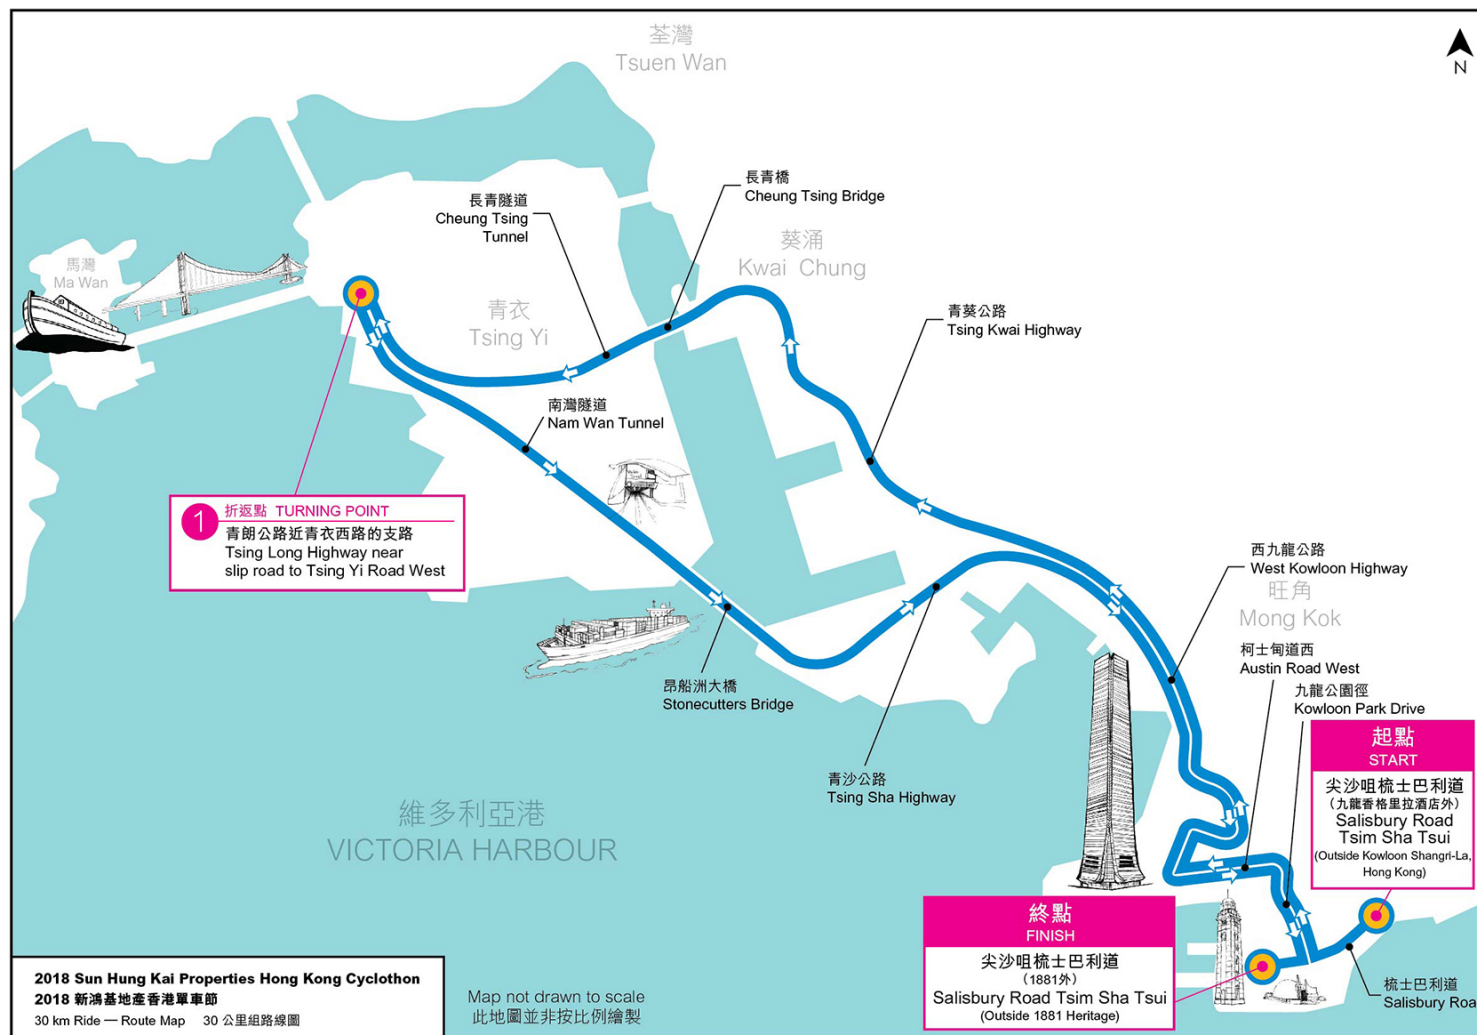 荃灣
Tsuen Wan
N
長青橋
Cheung Tsing Bridge
長青隧道
Cheung Tsing
Tunnel
葵涌
Kwai Chung
馬灣
Ma Wan
青衣
Tsing Yi
青葵公路
Tsing Kwai Highway
南灣隧道
Nam Wan Tunnel
1
折返點 TURNING POINT
青朗公路近青衣西路的支路
Tsing Long Highway near
slip road to Tsing Yi Road West
西九龍公路
West Kowloon Highway
旺角
Mong Kok
柯士甸道西
Austin Road West
九龍公園徑
Kowloon Park Drive
昂船洲大橋
Stonecutters Bridge
青沙公路
Tsing Sha Highway
起點
START
尖沙咀梳士巴利道
(九龍香格里拉酒店外)
Salisbury Road
Tsim Sha Tsui
(Outside Kowloon Shangri-La,
Hong Kong)
維多利亞港
VICTORIA HARBOUR
終點
FINISH
尖沙咀梳士巴利道
(1881外)
Salisbury Road Tsim Sha Tsui
(Outside 1881 Heritage)
梳士巴利道
Salisbury Roa
2018 Sun Hung Kai Properties Hong Kong Cyclothon
2018 新鴻基地產香港單車節
30 km Ride — Route Map 30 公里組路線圖
Map not drawn to scale
此地圖並非按比例繪製